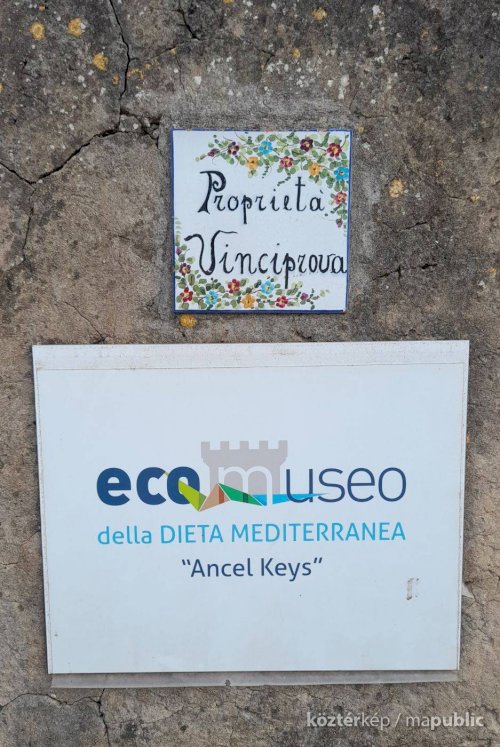 Proprietà
Vinciprova
ecomuseo
della DIETA MEDITERRANEA
"Ancel Keys"
köztérkép / mapublic